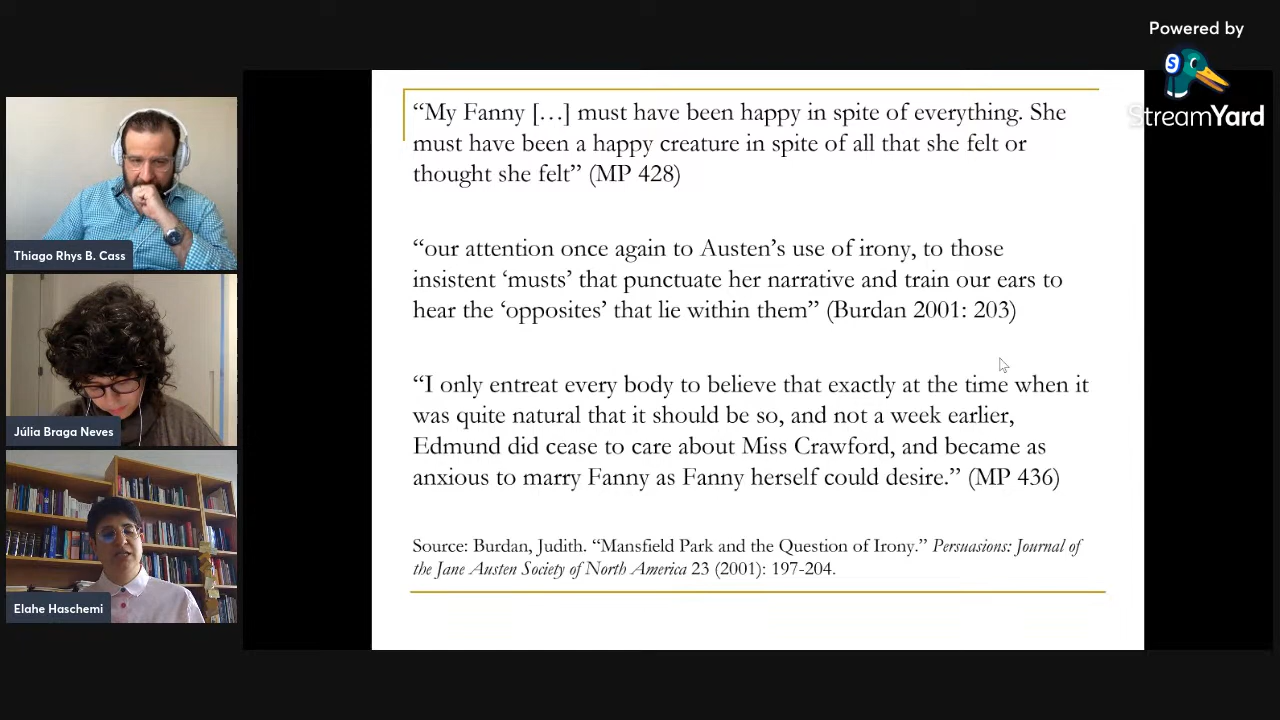 Powered by
StreamYard
Thiago Rhys B. Cass
Júlia Braga Neves
Elahe Haschemi
“My Fanny […] must have been happy in spite of everything. She
must have been a happy creature in spite of all that she felt or
thought she felt” (MP 428)
“our attention once again to Austen’s use of irony, to those
insistent ‘musts’ that punctuate her narrative and train our ears to
hear the ‘opposites’ that lie within them” (Burdan 2001: 203)
“I only entreat every body to believe that exactly at the time when it
was quite natural that it should be so, and not a week earlier,
Edmund did cease to care about Miss Crawford, and became as
anxious to marry Fanny as Fanny herself could desire.” (MP 436)
Source: Burdan, Judith. “Mansfield Park and the Question of Irony.” Persuasions: Journal of
the Jane Austen Society of North America 23 (2001): 197-204.